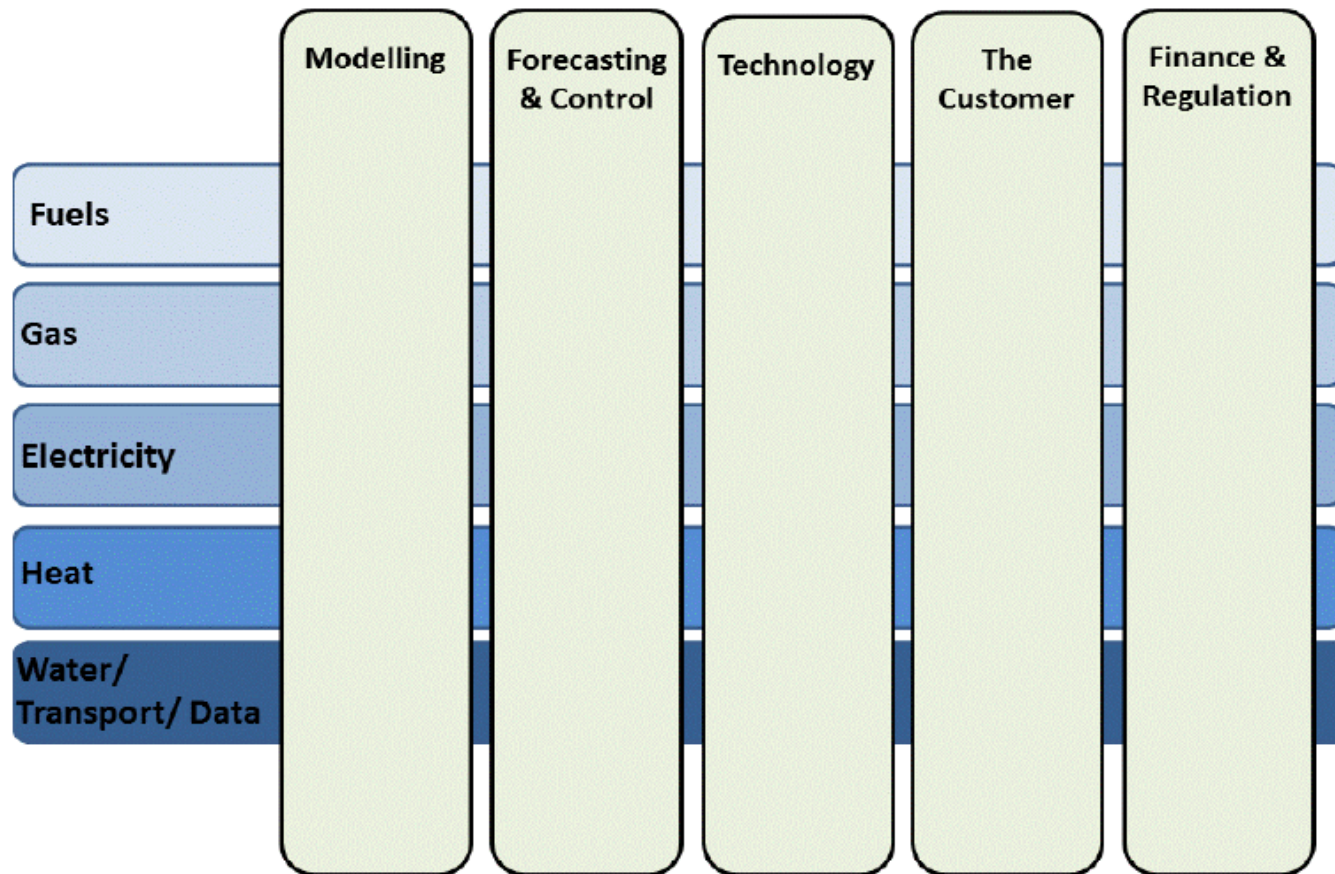 Modelling
Forecasting
& Control
Technology
The
Customer
Finance &
Regulation
Fuels
Gas
Electricity
Heat
Water/
Transport/ Data